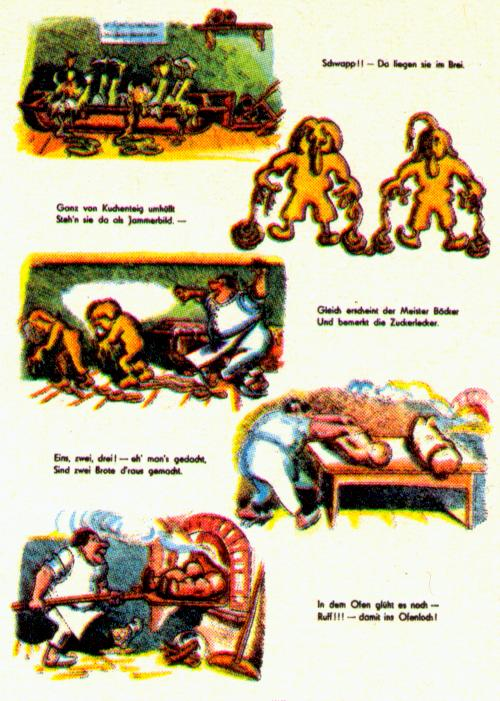 Schwapp!! — Da liegen sie im Brei.
Ganz von Kuchenteig umhüllt
Steh'n sie da als Jammerbild. —
Gleich erscheint der Meister Bäcker
Und bemerkt die Zuckerlecker.
Eins, zwei, drei! — eh' man's gedacht,
Sind zwei Brote d'raus gemacht.
In dem Ofen glüht es noch —
Ruff!!! — damit ins Ofenloch!